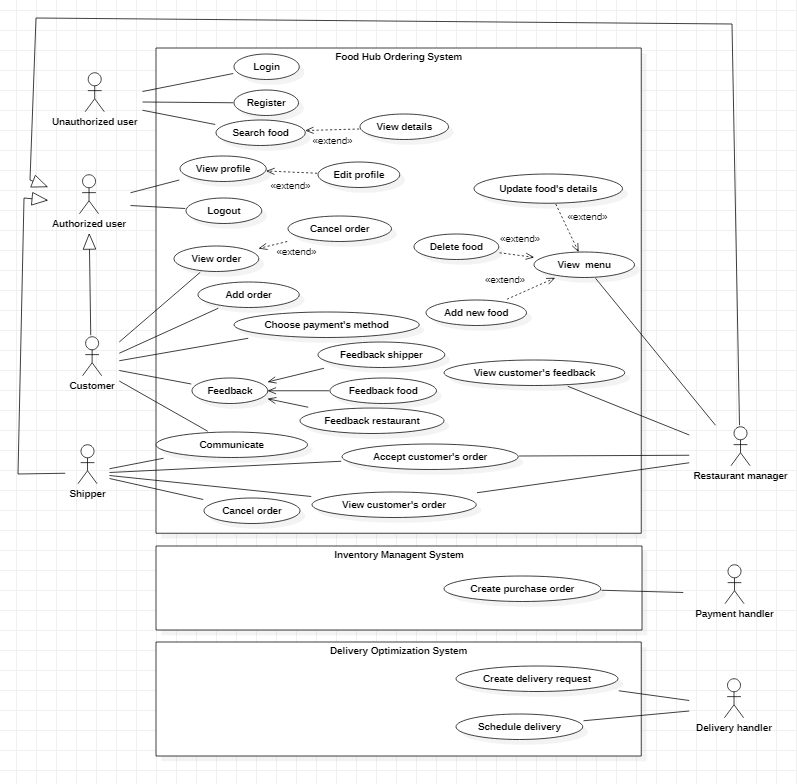 Food Hub Ordering System
Login
Unauthorized user
Register
Search food
View details
«extend»
View profile
Edit profile
«extend»
Update food's details
«extend»
Authorized user
Logout
Cancel order
«extend»
View order
Delete food
«extend»
View  menu
«extend»
Add order
Add new food
Choose payment's method
Customer
Feedback shipper
Feedback
Feedback food
Feedback restaurant
View customer's feedback
Communicate
Accept customer's order
Restaurant manager
Shipper
Cancel order
View customer's order
Inventory Managent System
Create purchase order
Payment handler
Delivery Optimization System
Create delivery request
Schedule delivery
Delivery handler